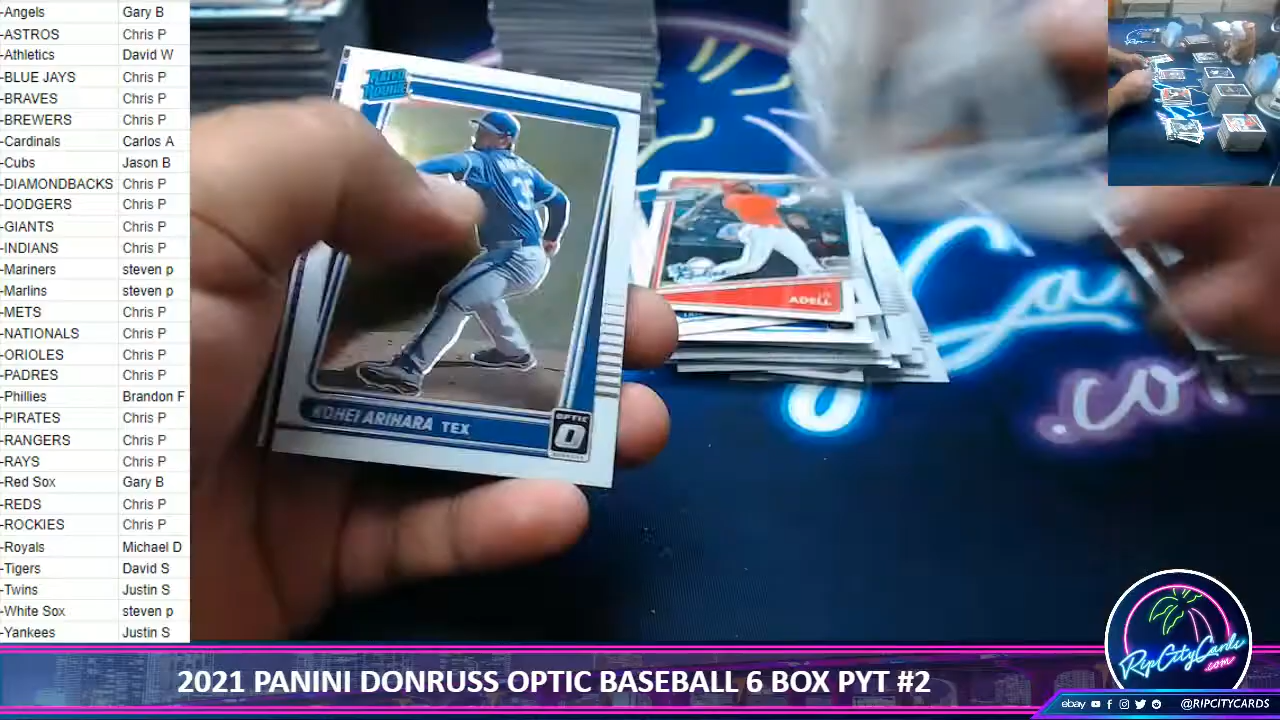 -Angels Gary B
-ASTROS Chris P
-Athletics David W
-BLUE JAYS Chris P
-BRAVES Chris P
-BREWERS Chris P
-Cardinals Carlos A
-Cubs Jason B
-DIAMONDBACKS Chris P
-DODGERS Chris P
-GIANTS Chris P
-INDIANS Chris P
-Mariners steven p
-Marlins steven p
-METS Chris P
-NATIONALS Chris P
-ORIOLES Chris P
-PADRES Chris P
-Phillies Brandon F
-PIRATES Chris P
-RANGERS Chris P
-RAYS Chris P
-Red Sox Gary B
-REDS Chris P
-ROCKIES Chris P
-Royals Michael D
-Tigers David S
-Twins Justin S
-White Sox steven p
-Yankees Justin S
RATED ROOKIE
KOHEI ARIHARA TEX
OPTIC
ADELL
Ca
.co
RipCityCards
.com
2021 PANINI DONRUSS OPTIC BASEBALL 6 BOX PYT #2
ebay @RIPCITYCARDS